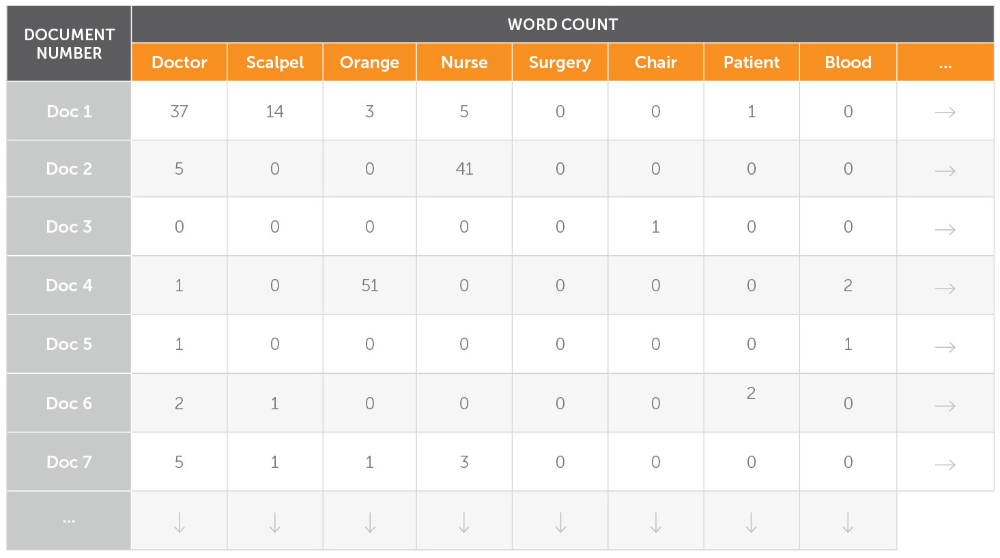 DOCUMENT NUMBER WORD COUNT
Doctor Scalpel Orange Nurse Surgery Chair Patient Blood ...
Doc 1 37 14 3 5 0 0 1 0 →
Doc 2 5 0 0 41 0 0 0 0 →
Doc 3 0 0 0 0 0 1 0 0 →
Doc 4 1 0 51 0 0 0 0 2 →
Doc 5 1 0 0 0 0 0 0 1 →
Doc 6 2 1 0 0 0 0 2 0 →
Doc 7 5 1 1 3 0 0 0 0 →
... ↓ ↓ ↓ ↓ ↓ ↓ ↓ ↓